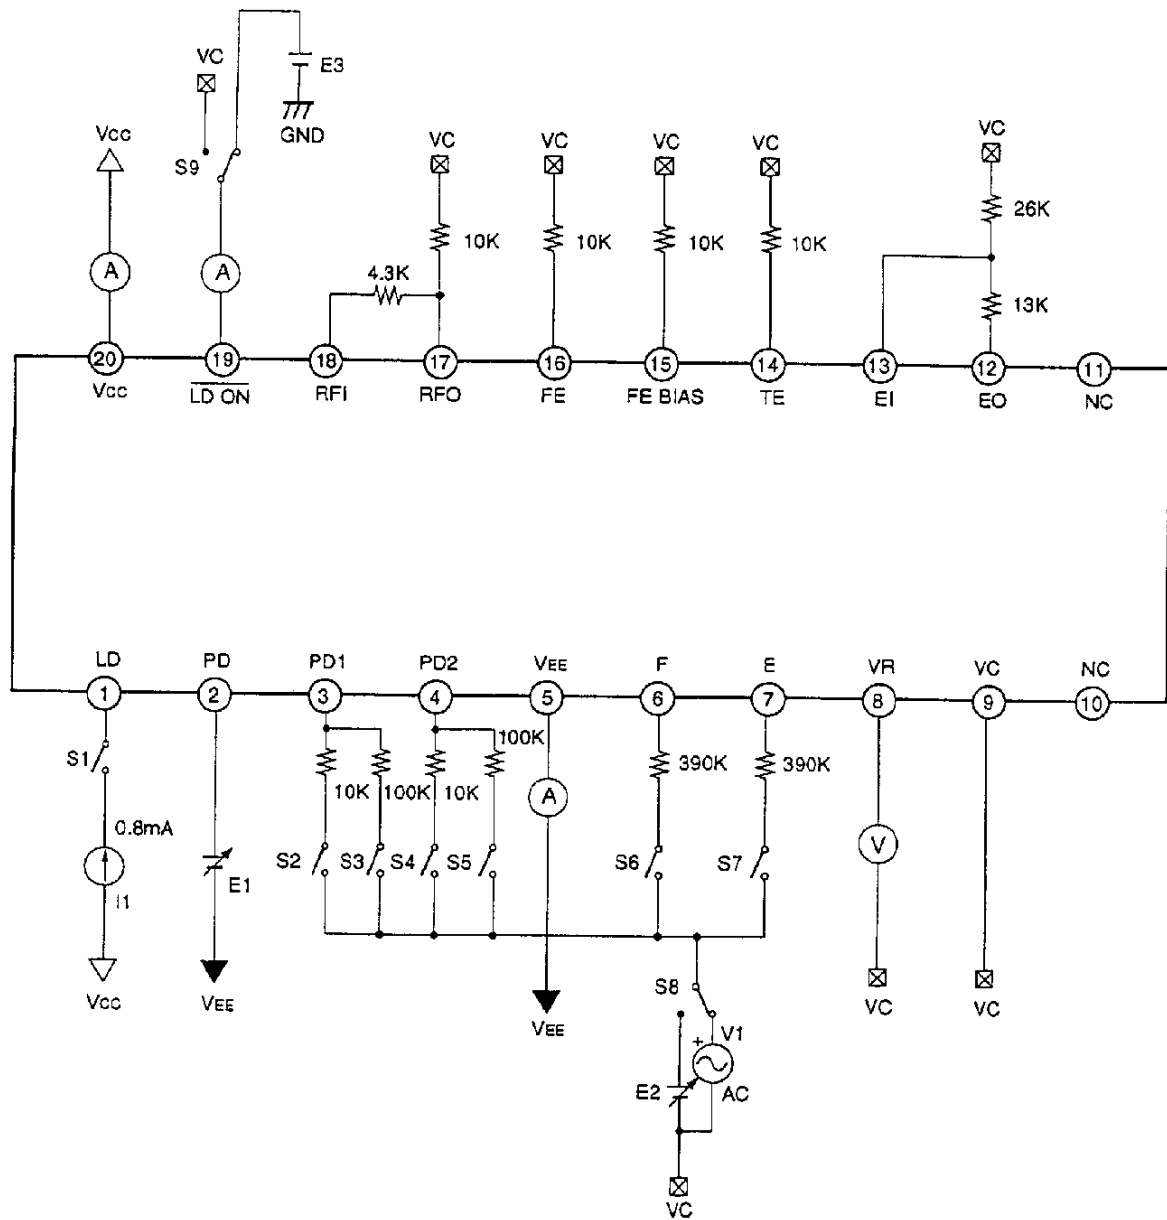 VC
E3
GND
Vcc
S9
VC
VC
VC
VC
VC
A
A
10K
10K
10K
10K
26K
4.3K
13K
20
19
18
17
16
15
14
13
12
11
Vcc
LD ON
RFI
RFO
FE
FE BIAS
TE
EI
EO
NC
LD
PD
PD1
PD2
VEE
F
E
VR
VC
NC
1
2
3
4
5
6
7
8
9
10
S1
100K
10K
100K
10K
A
390K
390K
0.8mA
V
I1
E1
S2
S3
S4
S5
S6
S7
Vcc
VEE
VEE
S8
VC
VC
+
V1
E2
AC
VC